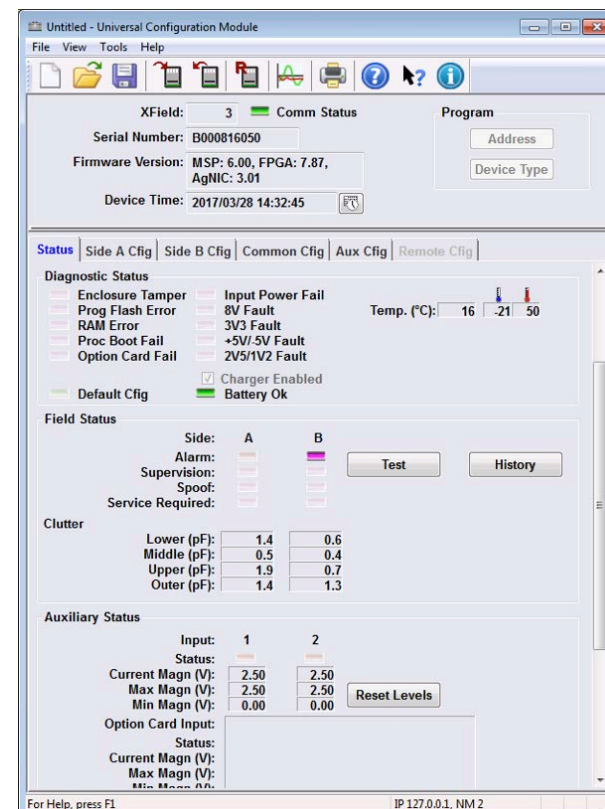 Untitled - Universal Configuration Module
File View Tools Help
XField: 3 Comm Status
Serial Number: B000816050
Firmware Version: MSP: 6.00, FPGA: 7.87,
AgNIC: 3.01
Device Time: 2017/03/28 14:32:45
Program
Address
Device Type
Status Side A Cfig Side B Cfig Common Cfig Aux Cfig Remote Cfig
Diagnostic Status
Enclosure Tamper Input Power Fail
Prog Flash Error 8V Fault Temp. (°C): 16 -21 50
RAM Error 3V3 Fault
Proc Boot Fail +5V/-5V Fault
Option Card Fail 2V5/1V2 Fault
Charger Enabled
Default Cfig Battery Ok
Field Status
Side: A B
Alarm: Test History
Supervision:
Spoof:
Service Required:
Clutter
Lower (pF): 1.4 0.6
Middle (pF): 0.5 0.4
Upper (pF): 1.9 0.7
Outer (pF): 1.4 1.3
Auxiliary Status
Input: 1 2
Status:
Current Magn (V): 2.50 2.50
Max Magn (V): 2.50 2.50 Reset Levels
Min Magn (V): 0.00 0.00
Option Card Input:
Status:
Current Magn (V):
Max Magn (V):
Min Magn (V):
For Help, press F1 IP 127.0.0.1, NM 2